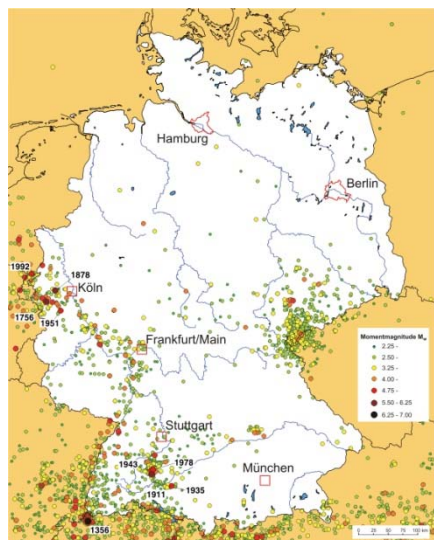 Hamburg
Berlin
1992
1878
Köln
1756
1951
Frankfurt/Main
Momentmagnitude Mw
2.25 -
2.50 -
3.25 -
4.00 -
4.75 -
5.50 - 6.25
6.25 - 7.00
Stuttgart
1943
1978
München
1911
1935
1356
0 25 50 75 100 km